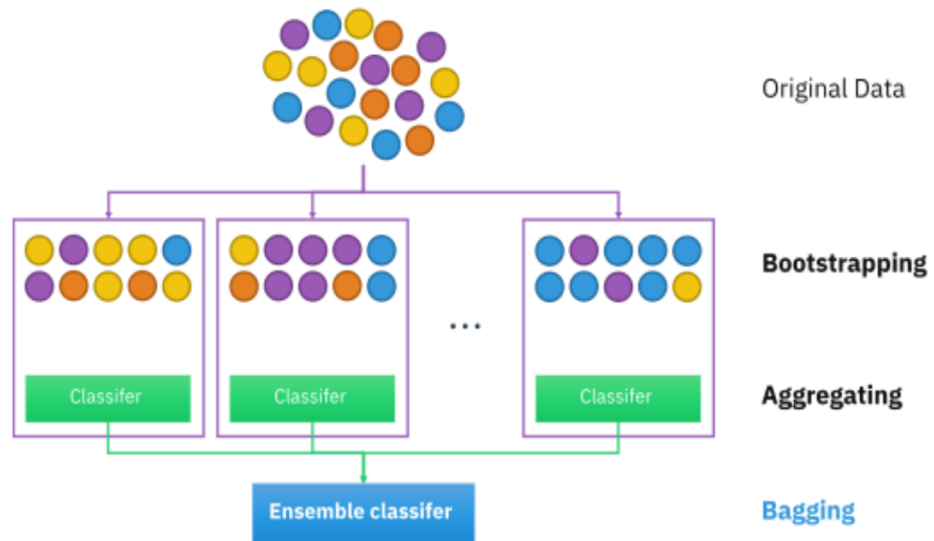 Original Data
Bootstrapping
...
Classifer
Classifer
Classifer
Aggregating
Ensemble classifer
Bagging